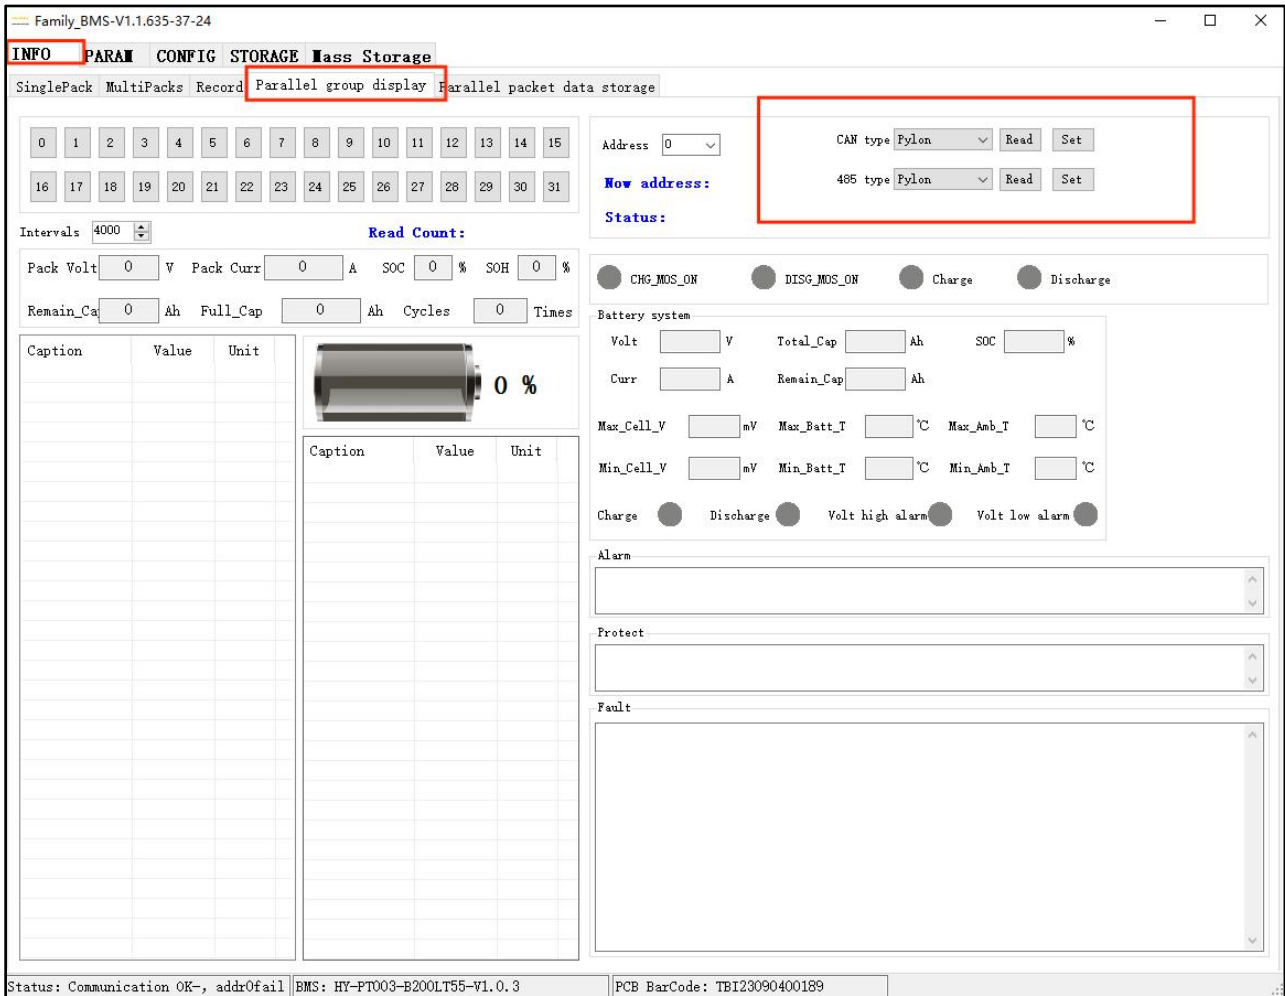 Family_BMS-V1.1.635-37-24
INFO PARAM CONFIG STORAGE Mass Storage
SinglePack MultiPacks Record Parallel group display Parallel packet data storage
0 1 2 3 4 5 6 7 8 9 10 11 12 13 14 15
16 17 18 19 20 21 22 23 24 25 26 27 28 29 30 31
Intervals 4000 Read Count:
Pack Volt 0 V Pack Curr 0 A SOC 0 % SOH 0 %
Remain_Ca 0 Ah Full_Cap 0 Ah Cycles 0 Times
Caption Value Unit
0 %
Caption Value Unit
Address 0
Now address:
Status:
CAN type Pylon Read Set
485 type Pylon Read Set
CHG_MOS_ON DISG_MOS_ON Charge Discharge
Battery system
Volt V Total_Cap Ah SOC %
Curr A Remain_Cap Ah
Max_Cell_V mV Max_Batt_T ℃ Max_Amb_T ℃
Min_Cell_V mV Min_Batt_T ℃ Min_Amb_T ℃
Charge Discharge Volt high alarm Volt low alarm
Alarm
Protect
Fault
Status: Communication OK-, addr0fail BMS: HY-PT003-B200LT55-V1.0.3 PCB BarCode: TBI23090400189